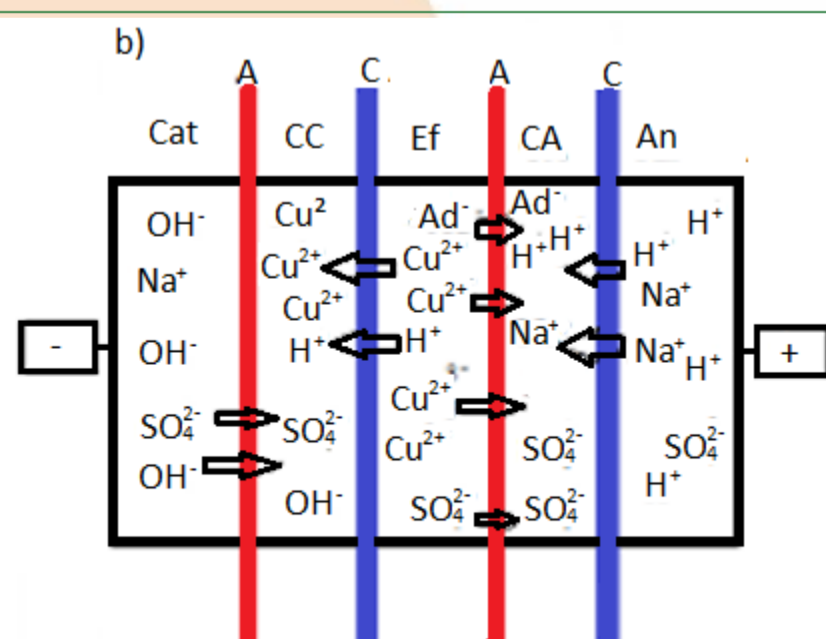 b)
A C . A C
Cat CC Ef CA An
OH⁻ Cu² Ad⁻ Ad⁻ H⁺
H⁺ H⁺
Na⁺ Cu²⁺ Cu²⁺ H⁺ Na⁺
Cu²⁺ Cu²⁺
- OH⁻ H⁺ H⁺ Na⁺ Na⁺ H⁺ +
Cu²⁺
SO₄²⁻ SO₄²⁻ Cu²⁺ SO₄²⁻ SO₄²⁻
OH⁻ OH⁻ SO₄²⁻ SO₄²⁻ H⁺